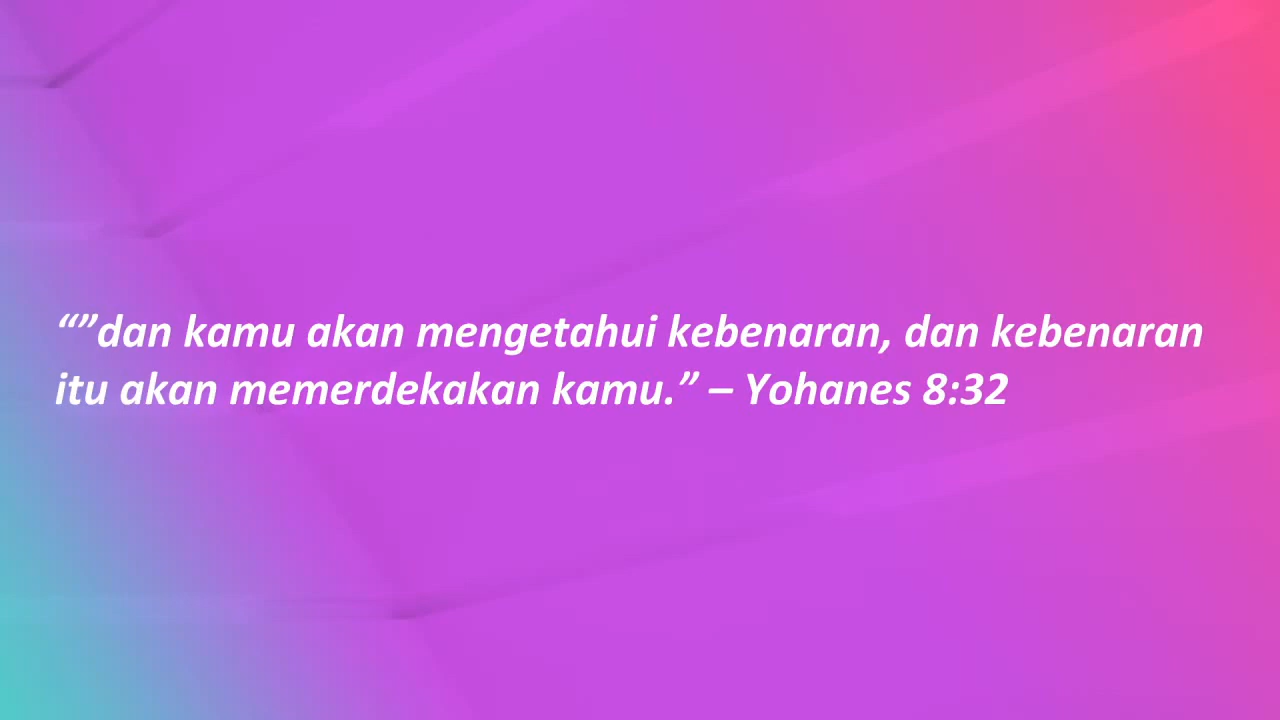 “”dan kamu akan mengetahui kebenaran, dan kebenaran
itu akan memerdekakan kamu.” – Yohanes 8:32